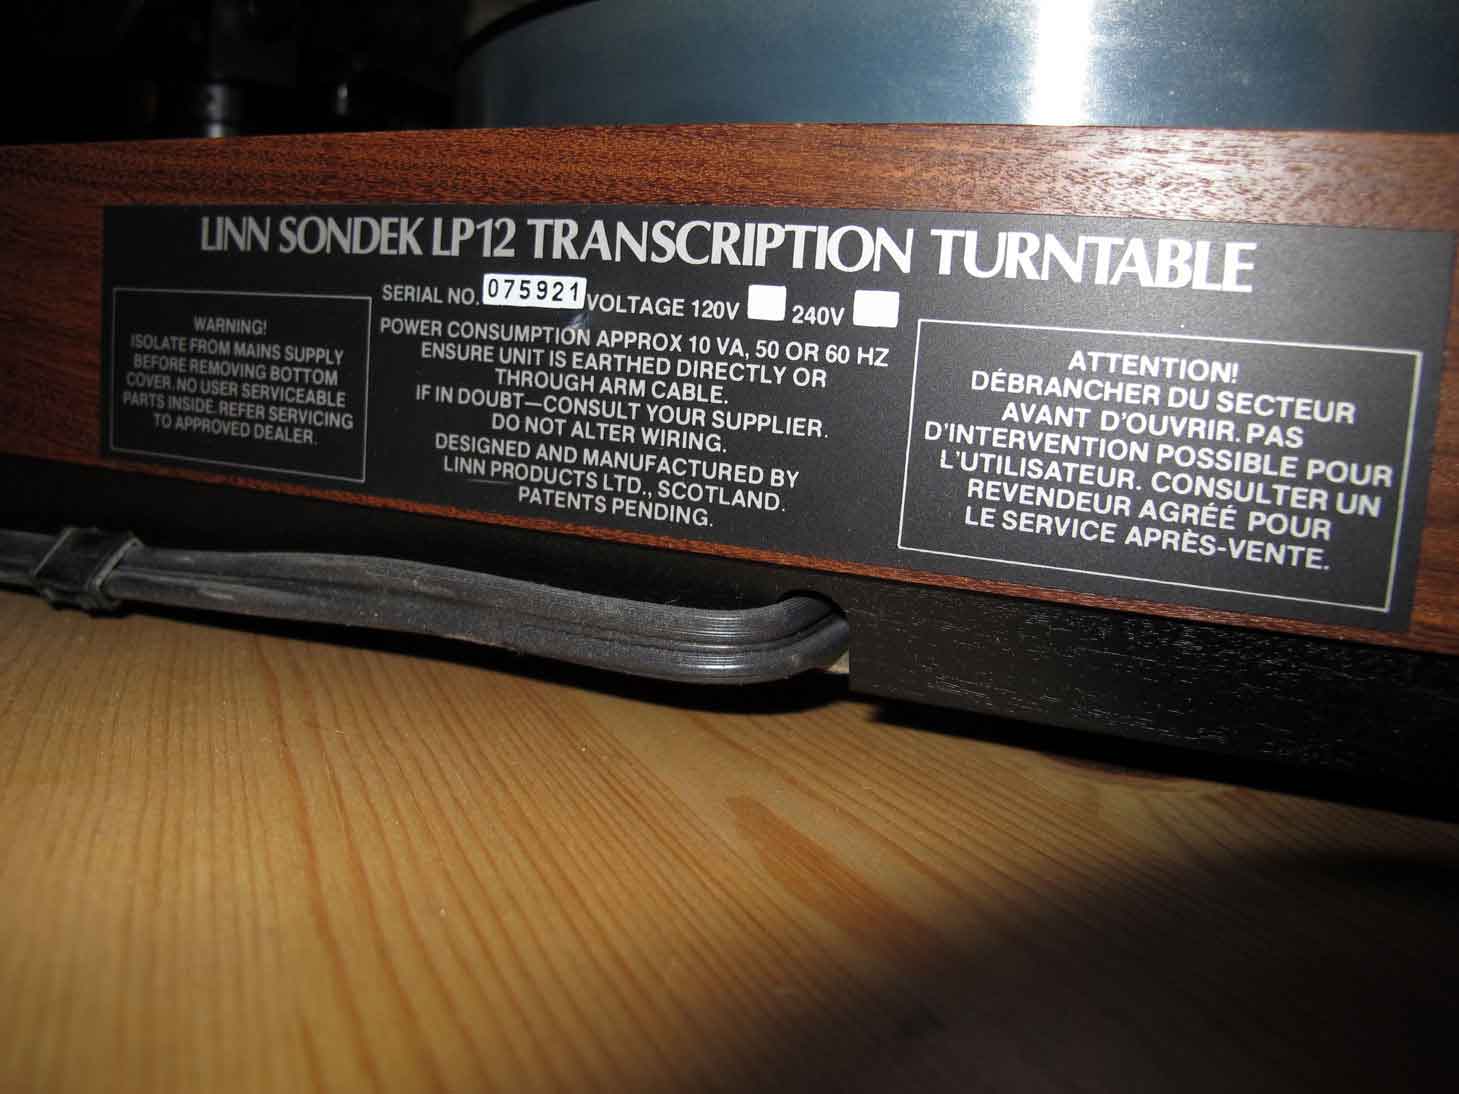 LINN SONDEK LP12 TRANSCRIPTION TURNTABLE
SERIAL NO. 075921 VOLTAGE 120V 240V
POWER CONSUMPTION APPROX 10 VA, 50 OR 60 HZ
ENSURE UNIT IS EARTHED DIRECTLY OR
THROUGH ARM CABLE.
IF IN DOUBT—CONSULT YOUR SUPPLIER.
DO NOT ALTER WIRING.
DESIGNED AND MANUFACTURED BY
LINN PRODUCTS LTD., SCOTLAND.
PATENTS PENDING.
WARNING!
ISOLATE FROM MAINS SUPPLY
BEFORE REMOVING BOTTOM
COVER. NO USER SERVICEABLE
PARTS INSIDE. REFER SERVICING
TO APPROVED DEALER.
ATTENTION!
DÉBRANCHER DU SECTEUR
AVANT D'OUVRIR. PAS
D'INTERVENTION POSSIBLE POUR
L'UTILISATEUR. CONSULTER UN
REVENDEUR AGRÉÉ POUR
LE SERVICE APRÈS-VENTE.